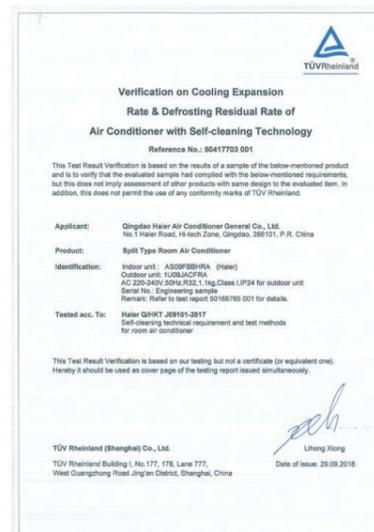 TÜVRheinland
Verification on Cooling Expansion
Rate & Defrosting Residual Rate of
Air Conditioner with Self-cleaning Technology
Reference No.: 50417703 001
This Test Result Verification is based on the results of a sample of the below-mentioned product
and is to verify that the evaluated sample had complied with the below-mentioned requirements,
but this does not imply assessment of other products with same design to the evaluated item. In
addition, this does not permit the use of any conformity marks of TÜV Rheinland.
Applicant: Qingdao Haier Air Conditioner General Co., Ltd.
No.1 Haier Road, Hi-tech Zone, Qingdao, 266101, P.R. China
Product: Split Type Room Air Conditioner
Identification: Indoor unit : AS09FBBHRA (Haier)
Outdoor unit: 1U09JACFRA
AC 220-240V,50Hz,R32,1.1kg,Class I,IP24 for outdoor unit
Serial No.: Engineering sample
Remark: Refer to test report 50165765 001 for details.
Tested acc. To: Haier Q/HKT J09101-2017
Self-cleaning technical requirement and test methods
for room air conditioner
This Test Result Verification is based on our testing but not a certificate (or equivalent one).
Hereby it should be used as cover page of the testing report issued simultaneously.
TÜV Rheinland (Shanghai) Co., Ltd.
Lihong Xiong
TÜV Rheinland Building I, No.177, 178, Lane 777,
West Guangzhong Road Jing'an District, Shanghai, China
Date of issue: 29.09.2018